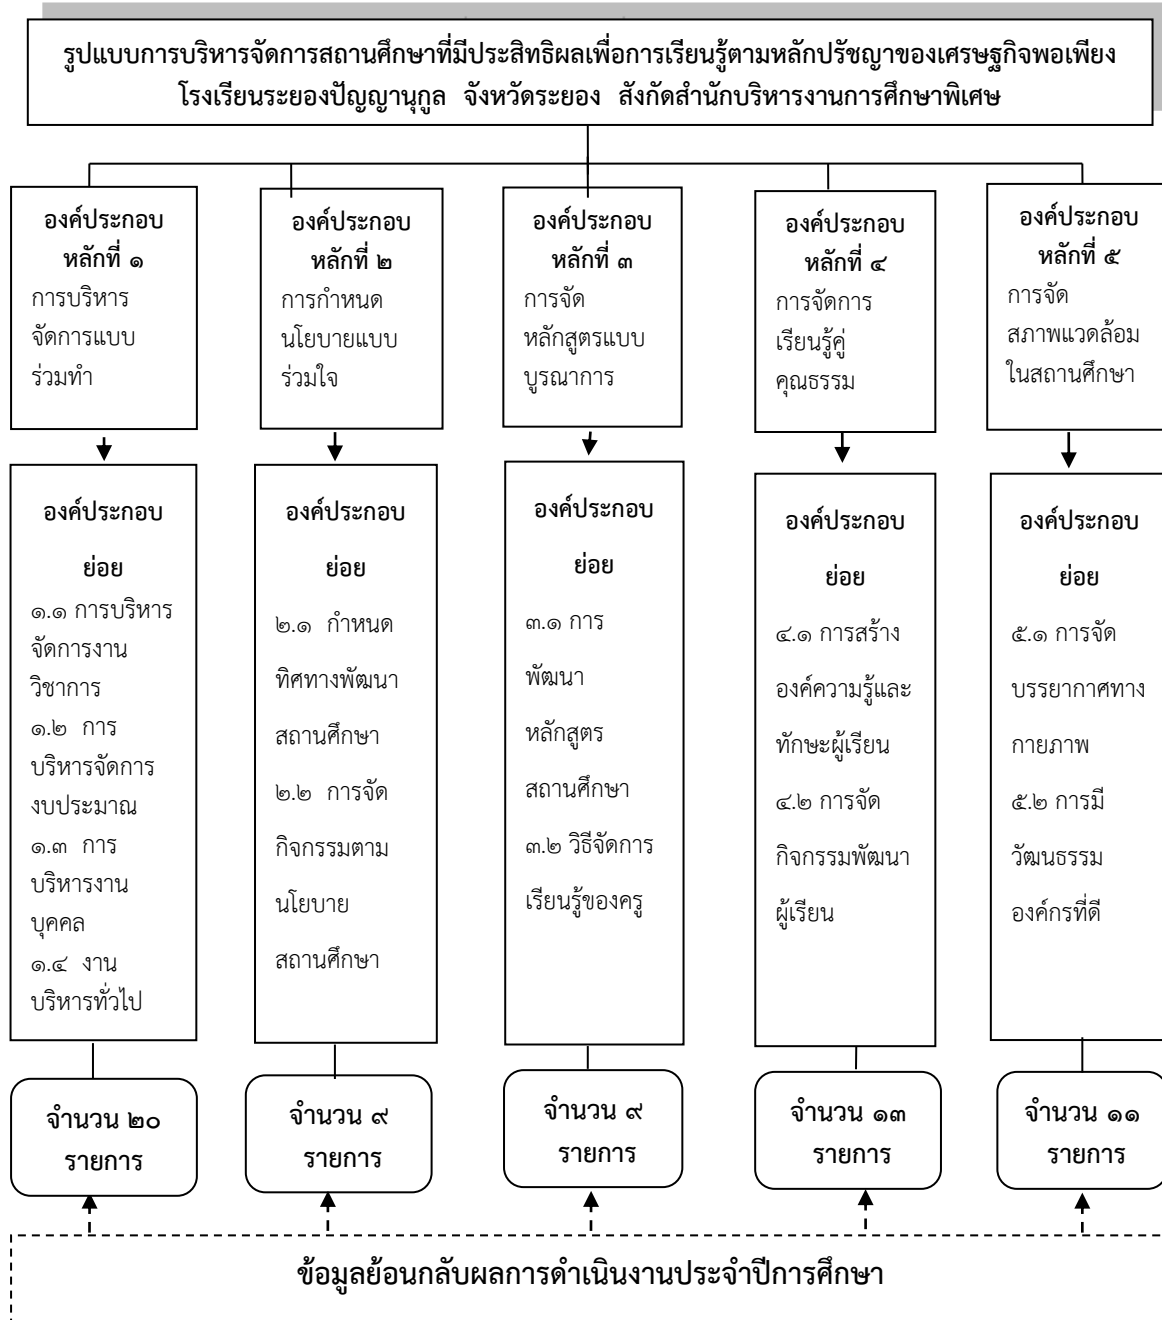 รูปแบบการบริหารจัดการสถานศึกษาที่มีประสิทธิผลเพื่อการเรียนรู้ตามหลักปรัชญาของเศรษฐกิจพอเพียง
โรงเรียนระยองปัญญานุกูล จังหวัดระยอง สังกัดสำนักบริหารงานการศึกษาพิเศษ
องค์ประกอบ
หลักที่ ๑
การบริหาร
จัดการแบบ
ร่วมทำ
องค์ประกอบ
หลักที่ ๒
การกำหนด
นโยบายแบบ
ร่วมใจ
องค์ประกอบ
หลักที่ ๓
การจัด
หลักสูตรแบบ
บูรณาการ
องค์ประกอบ
หลักที่ ๔
การจัดการ
เรียนรู้คู่
คุณธรรม
องค์ประกอบ
หลักที่ ๕
การจัด
สภาพแวดล้อม
ในสถานศึกษา
องค์ประกอบ
ย่อย
๑.๑ การบริหาร
จัดการงาน
วิชาการ
๑.๒ การ
บริหารจัดการ
งบประมาณ
๑.๓ การ
บริหารงาน
บุคคล
๑.๔ งาน
บริหารทั่วไป
องค์ประกอบ
ย่อย
๒.๑ กำหนด
ทิศทางพัฒนา
สถานศึกษา
๒.๒ การจัด
กิจกรรมตาม
นโยบาย
สถานศึกษา
องค์ประกอบ
ย่อย
๓.๑ การ
พัฒนา
หลักสูตร
สถานศึกษา
๓.๒ วิธีจัดการ
เรียนรู้ของครู
องค์ประกอบ
ย่อย
๔.๑ การสร้าง
องค์ความรู้และ
ทักษะผู้เรียน
๔.๒ การจัด
กิจกรรมพัฒนา
ผู้เรียน
องค์ประกอบ
ย่อย
๕.๑ การจัด
บรรยากาศทาง
กายภาพ
๕.๒ การมี
วัฒนธรรม
องค์กรที่ดี
จำนวน ๒๐
รายการ
จำนวน ๙
รายการ
จำนวน ๙
รายการ
จำนวน ๑๓
รายการ
จำนวน ๑๑
รายการ
ข้อมูลย้อนกลับผลการดำเนินงานประจำปีการศึกษา